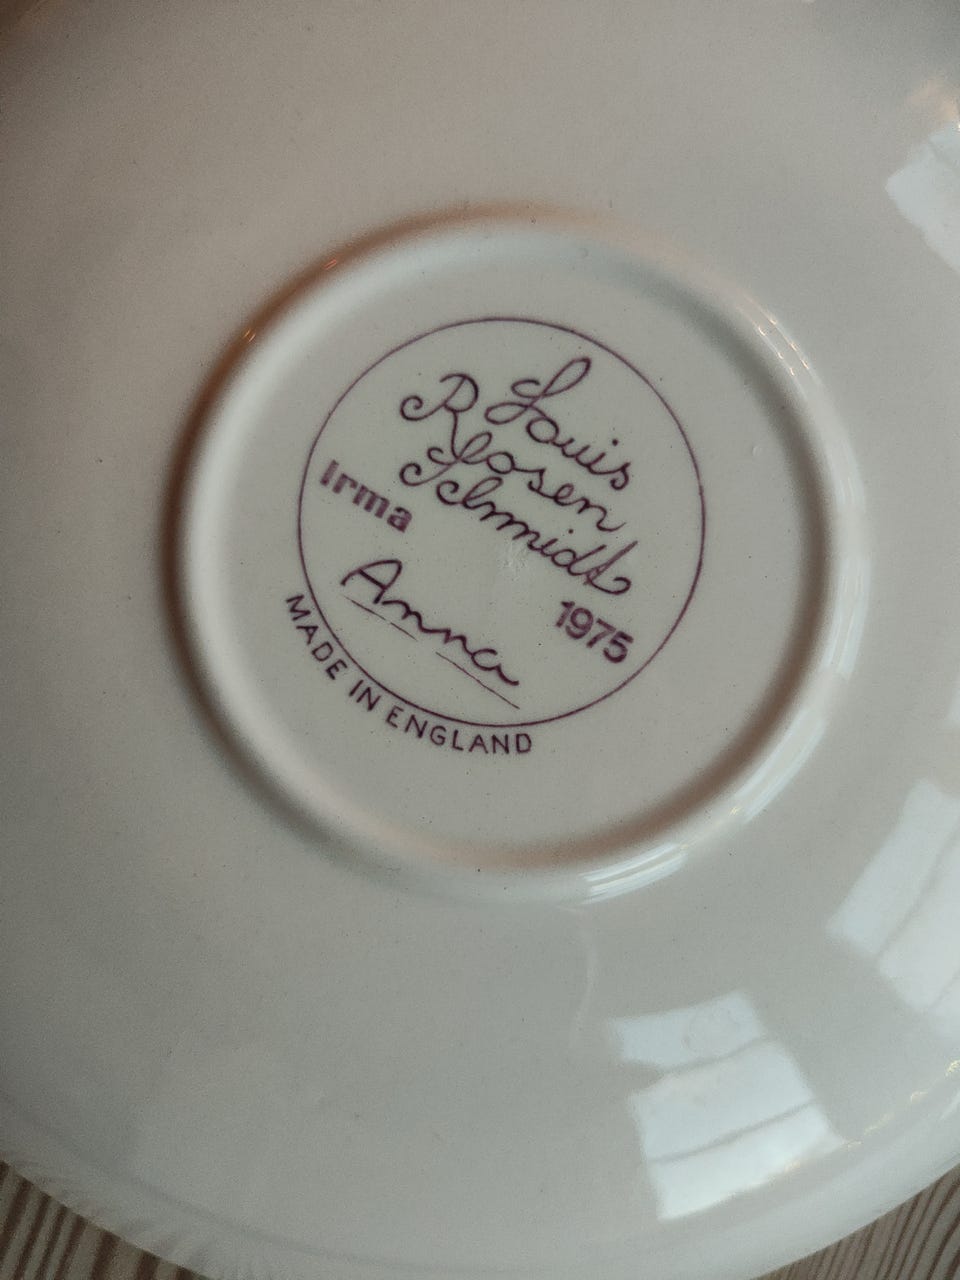 Louis
Rosen
Schmidt
Irma
1975
Anna
MADE IN ENGLAND